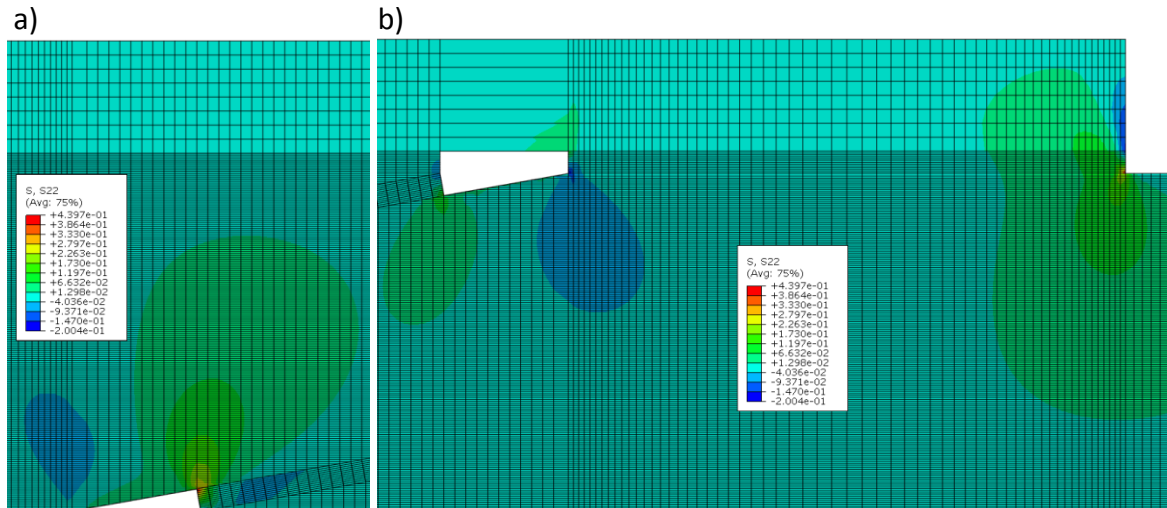 a)
b)
S, S22
(Avg: 75%)
+4.397e-01
+3.864e-01
+3.330e-01
+2.797e-01
+2.263e-01
+1.730e-01
+1.197e-01
+6.632e-02
+1.298e-02
-4.036e-02
-9.371e-02
-1.470e-01
-2.004e-01
S, S22
(Avg: 75%)
+4.397e-01
+3.864e-01
+3.330e-01
+2.797e-01
+2.263e-01
+1.730e-01
+1.197e-01
+6.632e-02
+1.298e-02
-4.036e-02
-9.371e-02
-1.470e-01
-2.004e-01